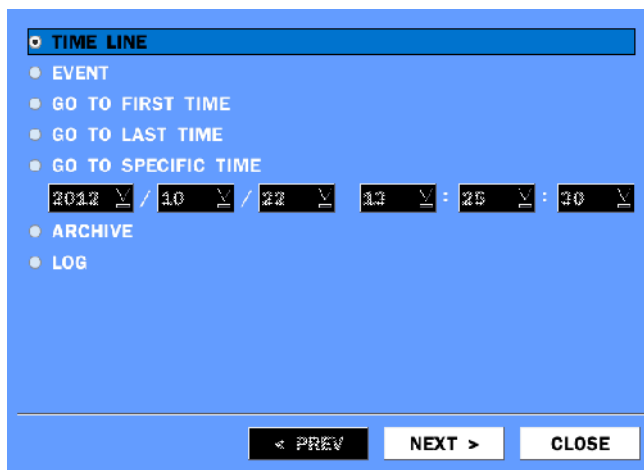 TIME LINE
EVENT
GO TO FIRST TIME
GO TO LAST TIME
GO TO SPECIFIC TIME
2012 / 10 / 22 13 : 25 : 30
ARCHIVE
LOG
< PREV NEXT > CLOSE